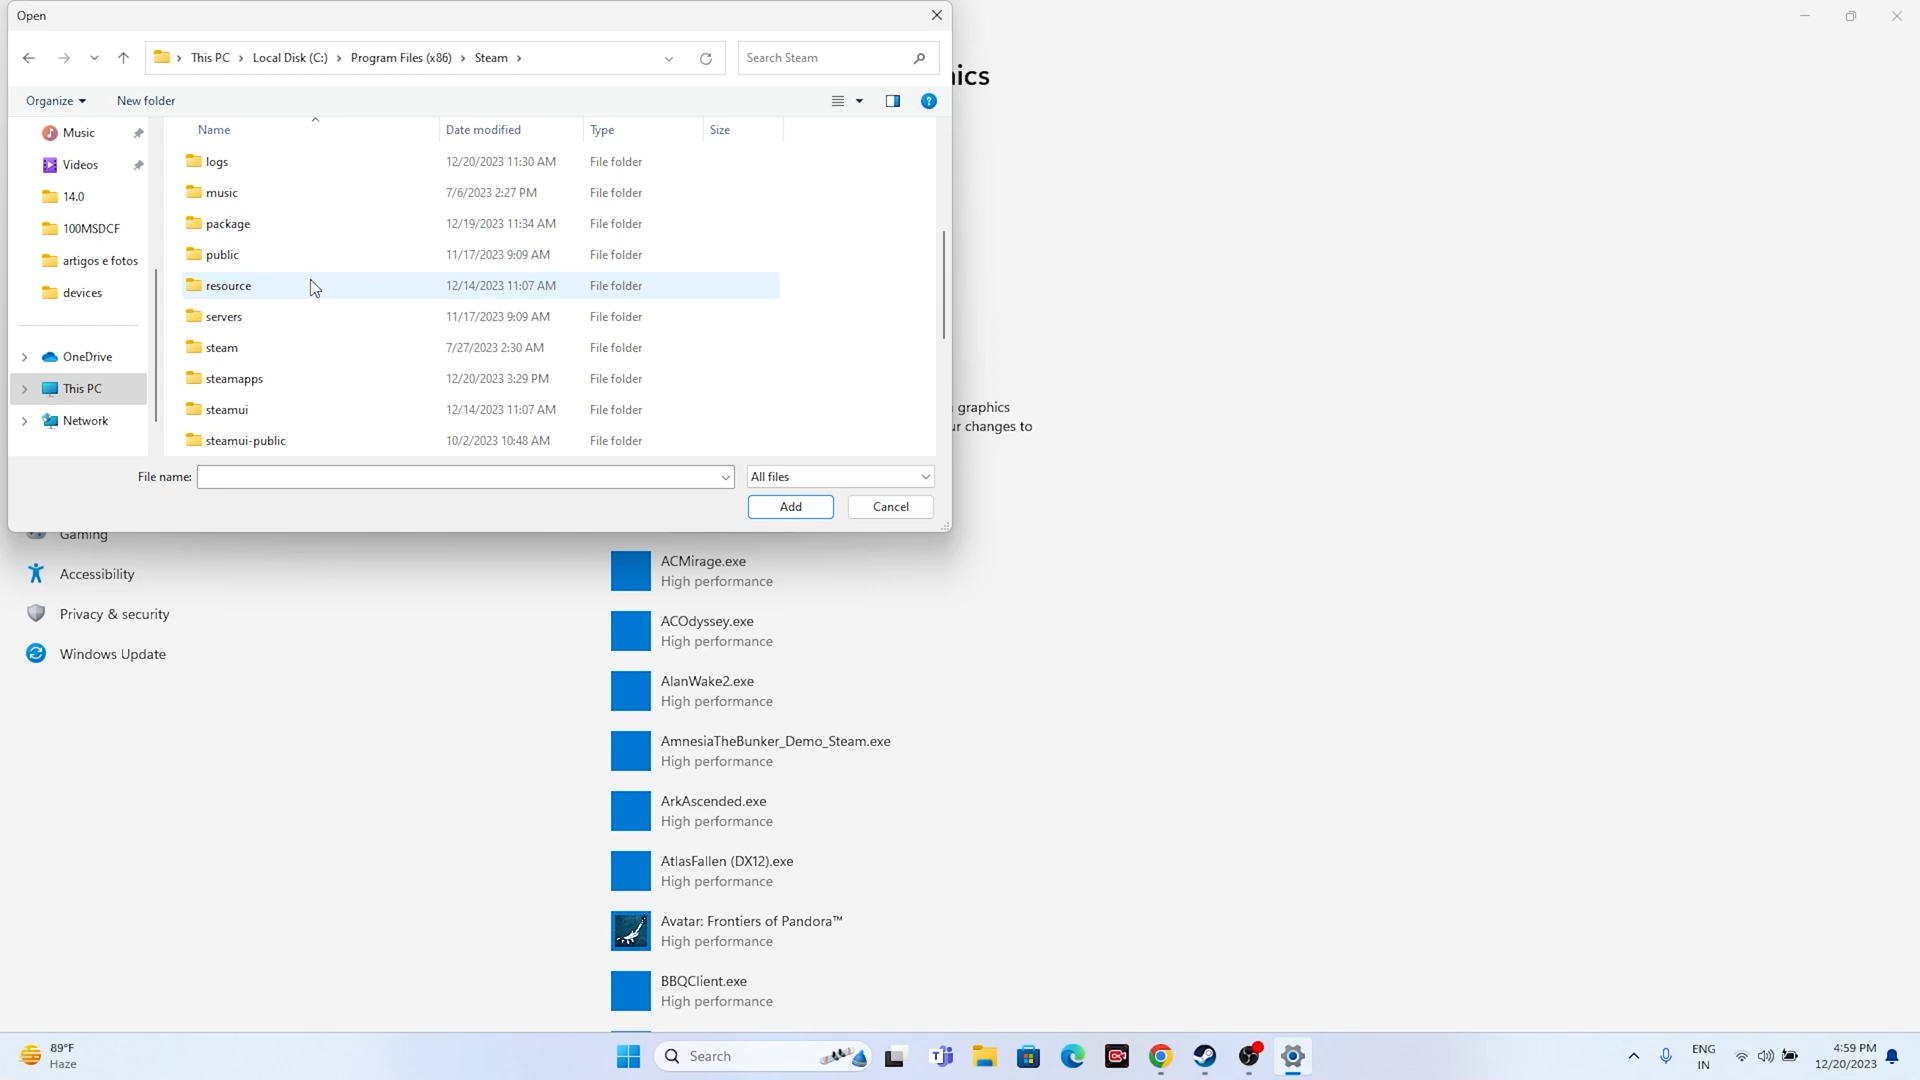 Open
This PC
Local Disk (C:)
Program Files (x86)
Steam
Search Steam
Organize
New folder
Music
Videos
14.0
100MSDCF
artigos e fotos
devices
OneDrive
This PC
Network
Name Date modified Type Size
logs 12/20/2023 11:30 AM File folder
music 7/6/2023 2:27 PM File folder
package 12/19/2023 11:34 AM File folder
public 11/17/2023 9:09 AM File folder
resource 12/14/2023 11:07 AM File folder
servers 11/17/2023 9:09 AM File folder
steam 7/27/2023 2:30 AM File folder
steamapps 12/20/2023 3:29 PM File folder
steamui 12/14/2023 11:07 AM File folder
steamui-public 10/2/2023 10:48 AM File folder
File name:
All files
Add
Cancel
ics
graphics
ur changes to
Gaming
Accessibility
Privacy & security
Windows Update
ACMirage.exe
High performance
ACOdyssey.exe
High performance
AlanWake2.exe
High performance
AmnesiaTheBunker_Demo_Steam.exe
High performance
ArkAscended.exe
High performance
AtlasFallen (DX12).exe
High performance
Avatar: Frontiers of Pandora™
High performance
BBQClient.exe
High performance
89°F
Haze
Search
ENG
IN
4:59 PM
12/20/2023